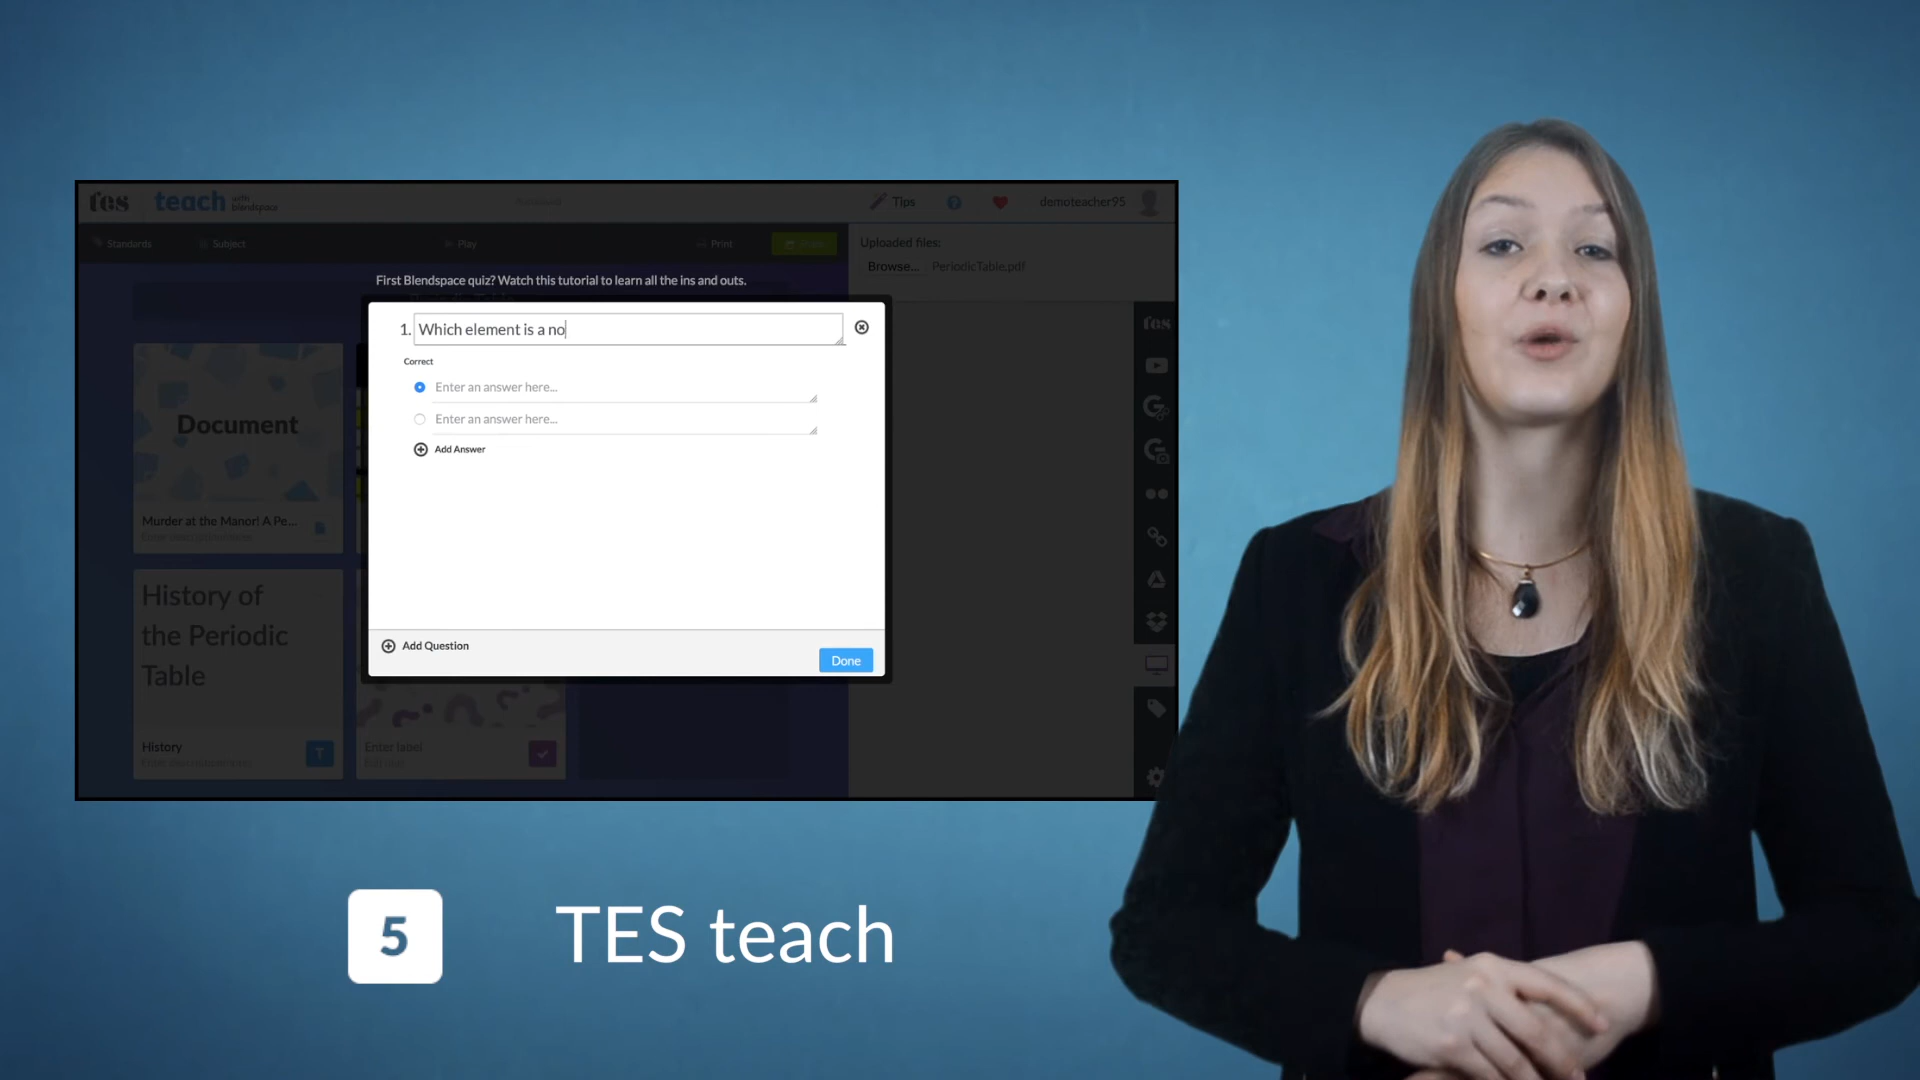 tes teach with blendspace
Tips
demoteacher95
Standards
Subject
Play
Print
Uploaded files:
Browse... PeriodicTable.pdf
First Blendspace quiz? Watch this tutorial to learn all the ins and outs.
1. Which element is a no
Correct
Enter an answer here...
Enter an answer here...
Add Answer
Add Question
Done
Document
Murder at the Manor! A Pe...
tes
History of
the Periodic
Table
History
T
Enter label
5
TES teach